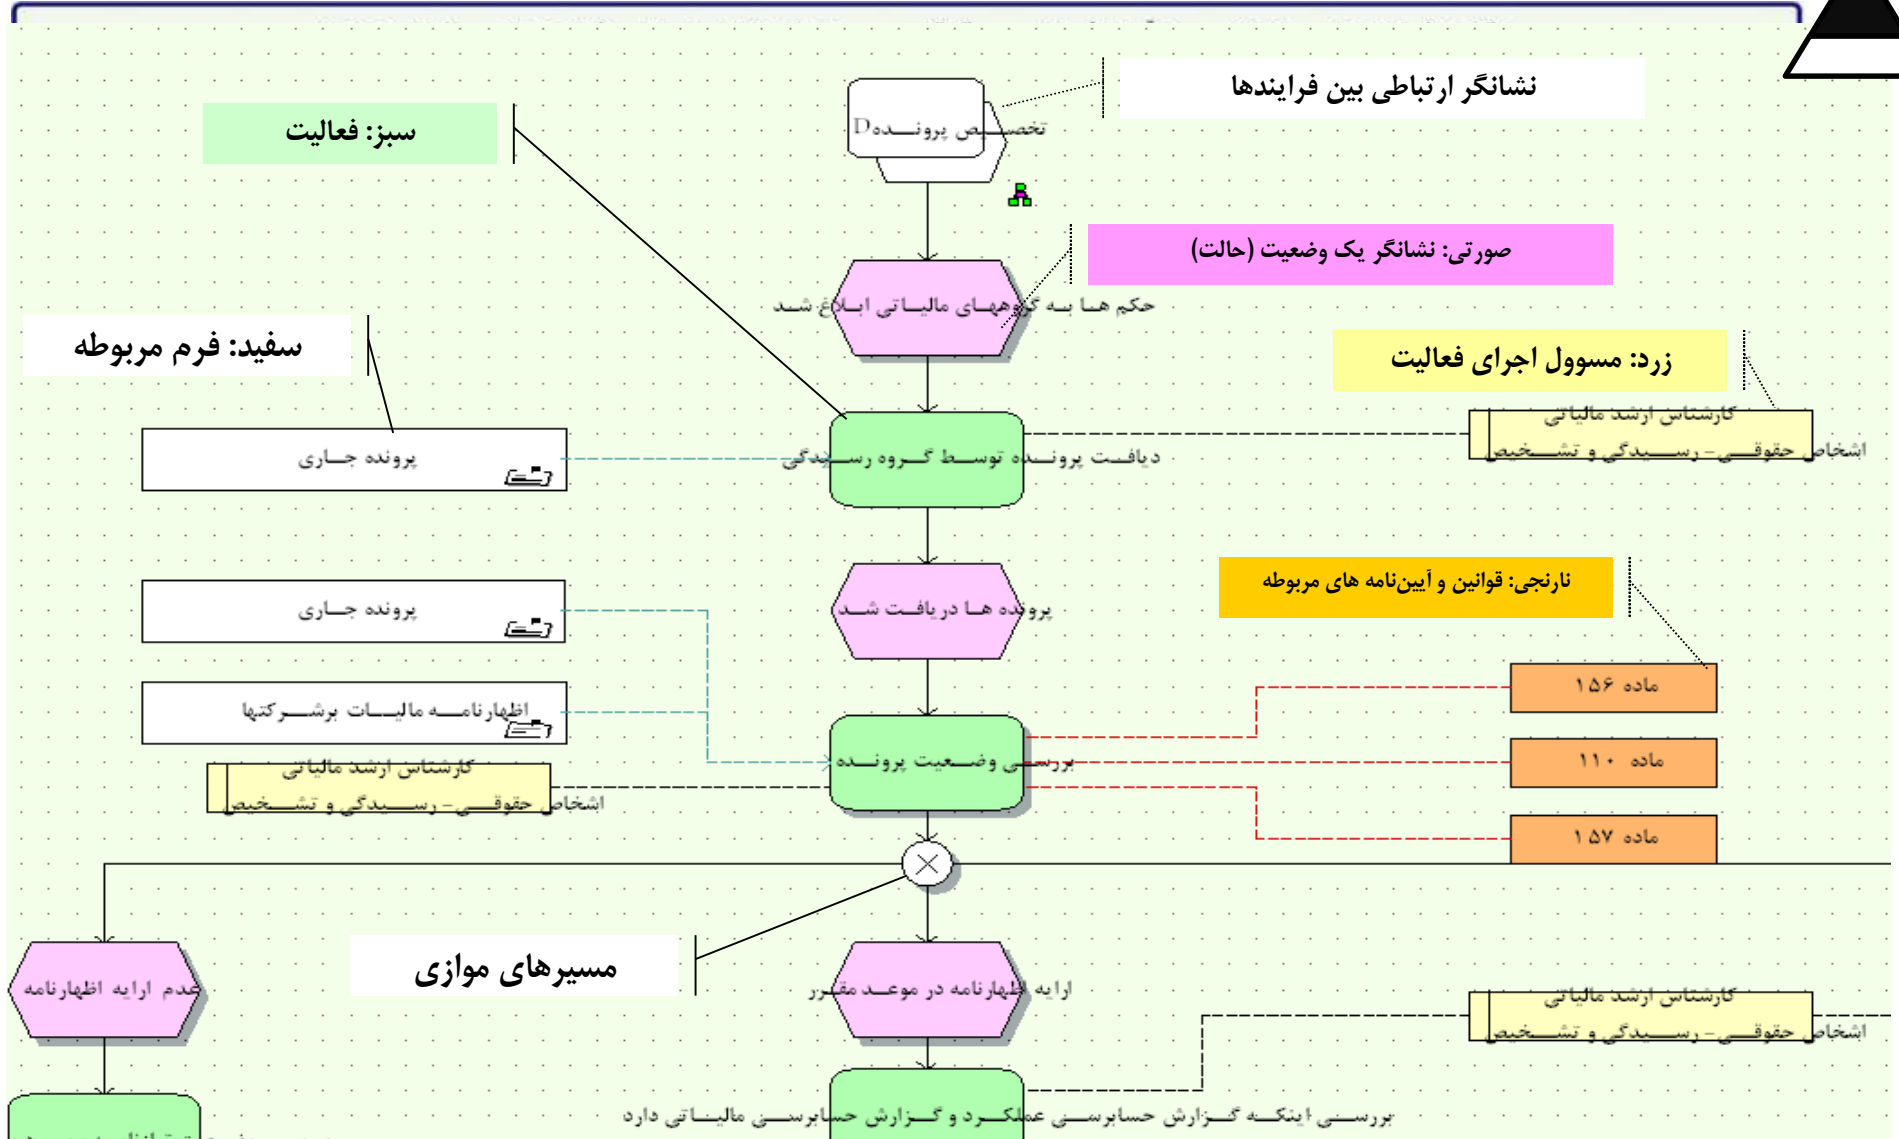 نشانگر ارتباطی بین فرایندها
سبز: فعالیت
تخصیص پرونده D
صورتی: نشانگر یک وضعیت (حالت)
حکم ها به گروههای مالیاتی ابلاغ شد
سفید: فرم مربوطه
زرد: مسوول اجرای فعالیت
کارشناس ارشد مالیاتی
اشخاص حقوقی- رسیدگی و تشخیص
پرونده جاری
دیافت پرونده توسط گروه رسیدگی
نارنجی: قوانین و آیین‌نامه های مربوطه
پرونده جاری
پرونده ها دریافت شد
ماده ۱۵۶
اظهارنامه مالیات برشرکتها
ماده ۱۱۰
بررسی وضعیت پرونده
کارشناس ارشد مالیاتی
اشخاص حقوقی- رسیدگی و تشخیص
ماده ۱۵۷
مسیرهای موازی
عدم ارایه اظهارنامه
ارایه اظهارنامه در موعد مقرر
کارشناس ارشد مالیاتی
اشخاص حقوقی- رسیدگی و تشخیص
بررسی اینکه گزارش حسابرسی عملکرد و گزارش حسابرسی مالیاتی دارد